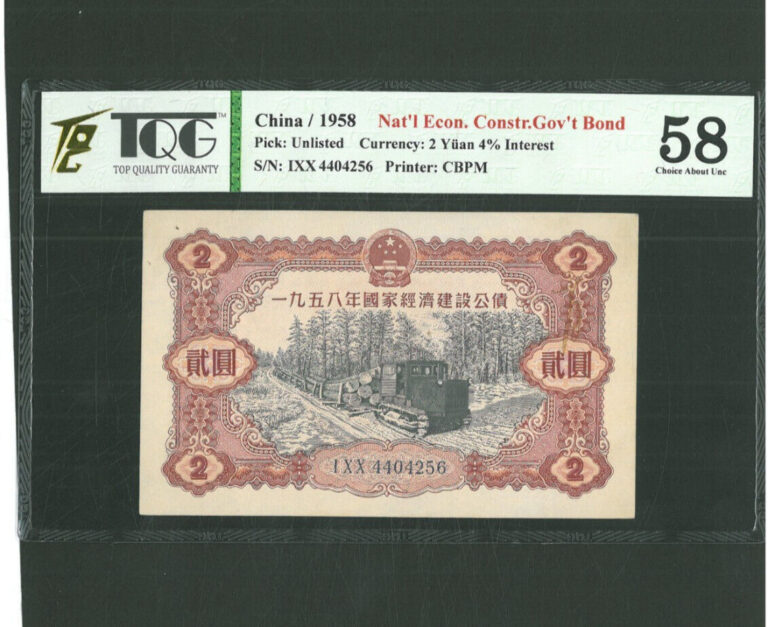 TQG™
TOP QUALITY GUARANTY
China / 1958 Nat'l Econ. Constr.Gov't Bond
Pick: Unlisted Currency: 2 Yüan 4% Interest
S/N: IXX 4404256 Printer: CBPM
58
Choice About Unc
2 2
一九五八年國家經濟建設公債
貳圓 貳圓
2 2
IXX 4404256